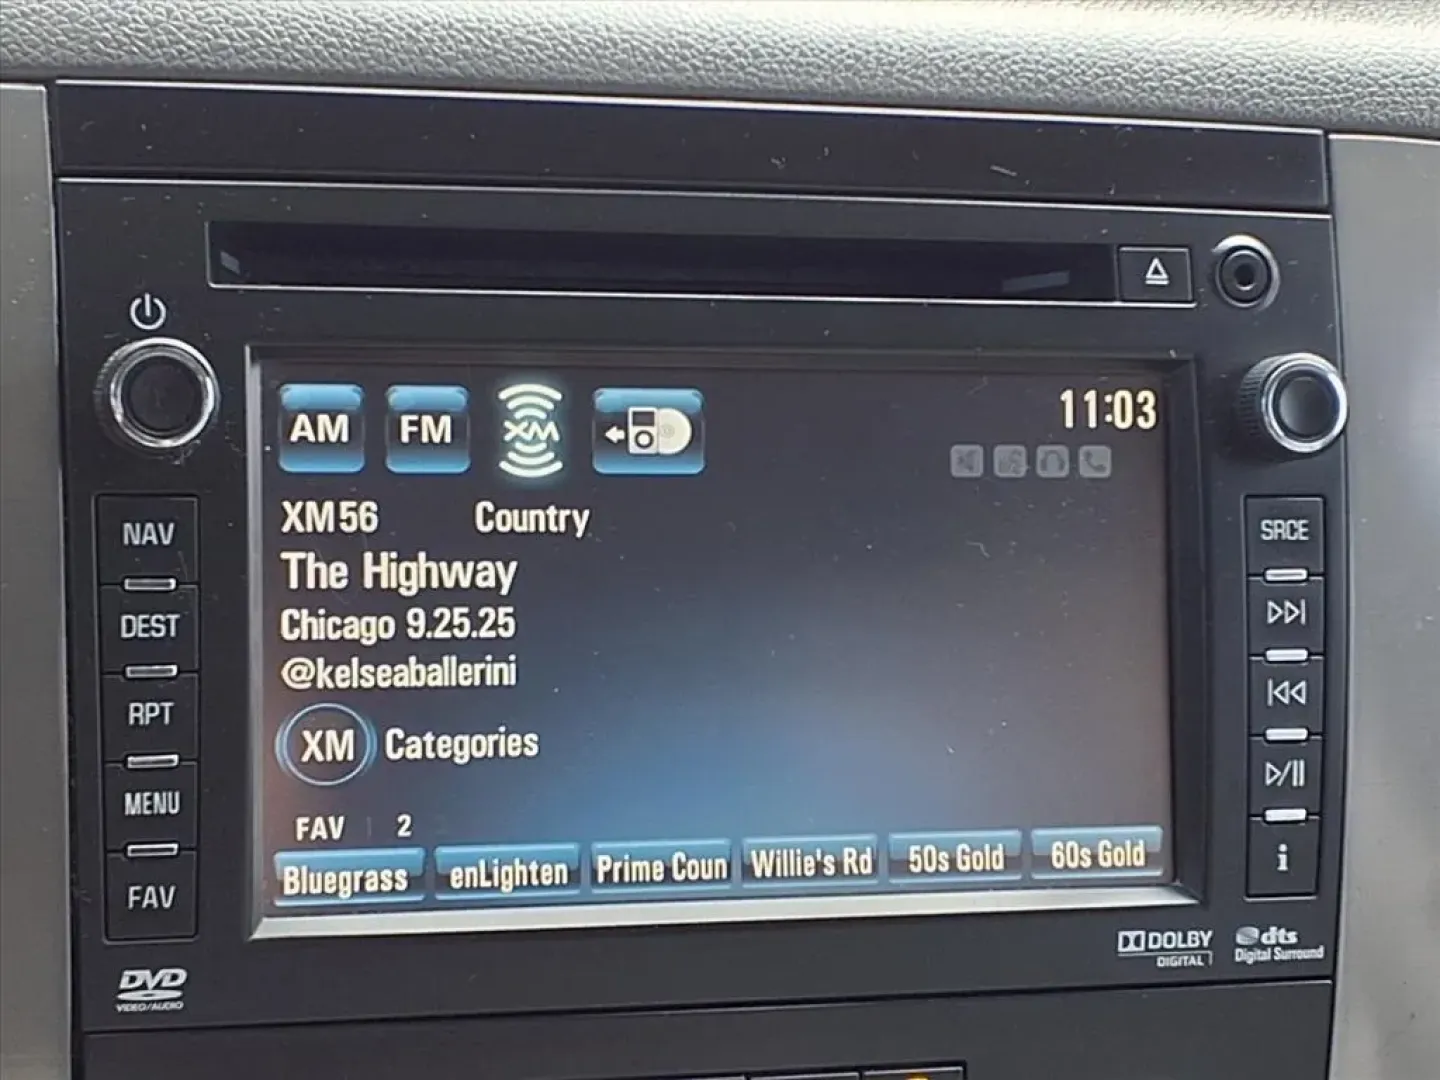 AM FM XM 11:03
XM56 Country
The Highway
Chicago 9.25.25
@kelseaballerini
XM Categories
FAV 2
Bluegrass enLighten Prime Coun Willie's Rd 50s Gold 60s Gold
NAV
DEST
RPT
MENU
FAV
SRCE
i
DVD
VIDEO/AUDIO
DOLBY
DIGITAL
dts
Digital Surround